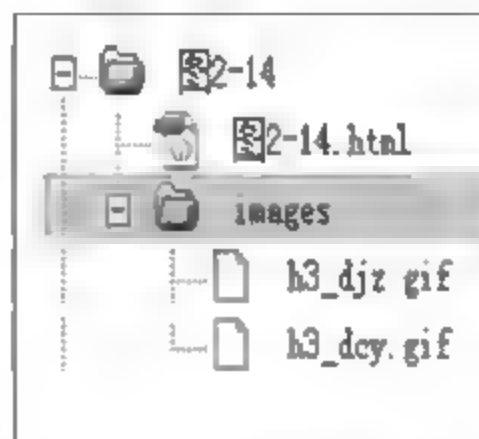 图2-14
图2-14.html
images
h3_djz gif
h3_dcy.gif